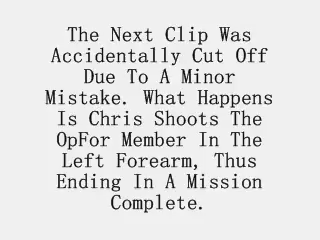 The Next Clip Was
Accidentally Cut Off
Due To A Minor
Mistake. What Happens
Is Chris Shoots The
OpFor Member In The
Left Forearm, Thus
Ending In A Mission
Complete.